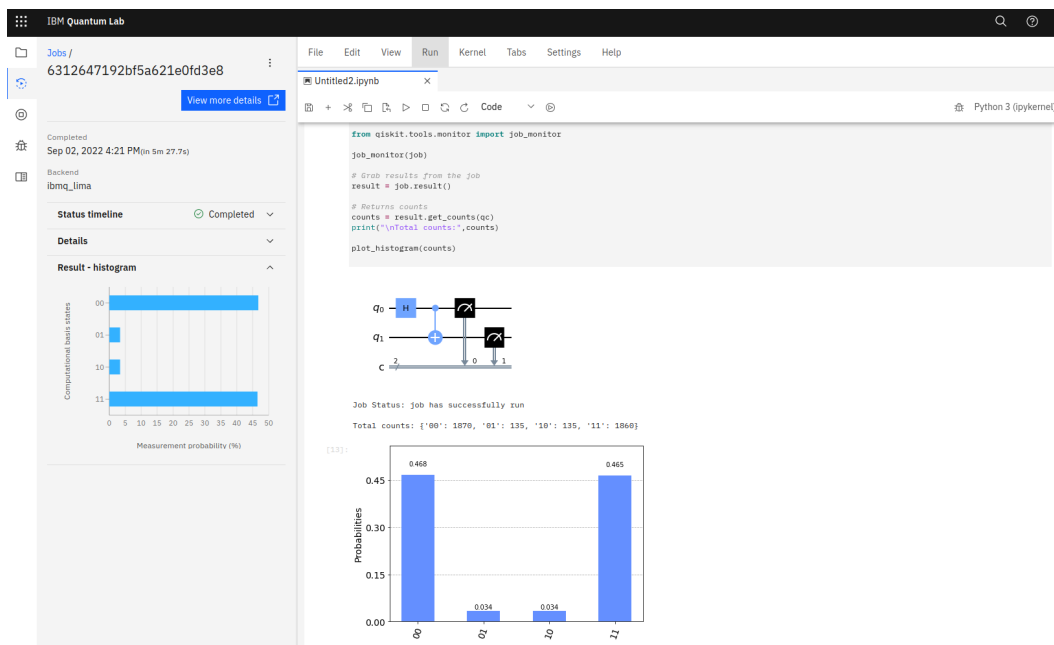 IBM Quantum Lab
Jobs /
6312647192bf5a621e0fd3e8
View more details
Completed
Sep 02, 2022 4:21 PM(in 5m 27.7s)
Backend
ibmq_lima
Status timeline Completed
Details
Result - histogram
Computational basis states
00
01
10
11
0 5 10 15 20 25 30 35 40 45 50
Measurement probability (%)
File Edit View Run Kernel Tabs Settings Help
Untitled2.ipynb
Code Python 3 (ipykernel)
from qiskit.tools.monitor import job_monitor
job_monitor(job)
# Grab results from the job
result = job.result()
# Returns counts
counts = result.get_counts(qc)
print("\nTotal counts:",counts)
plot_histogram(counts)
q0 H
q1
c 2 0 1
Job Status: job has successfully run
Total counts: {'00': 1870, '01': 135, '10': 135, '11': 1860}
[13]:
0.468 0.465
0.45
0.30
Probabilities
0.15
0.034 0.034
0.00
00 01 10 11